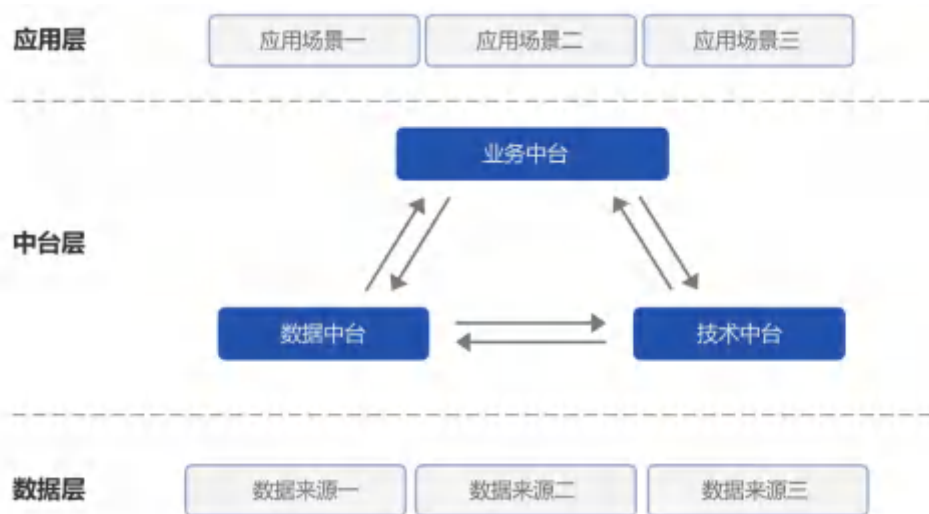 应用层 应用场景一 应用场景二 应用场景三
业务中台
中台层
数据中台 技术中台
数据层 数据来源一 数据来源二 数据来源三